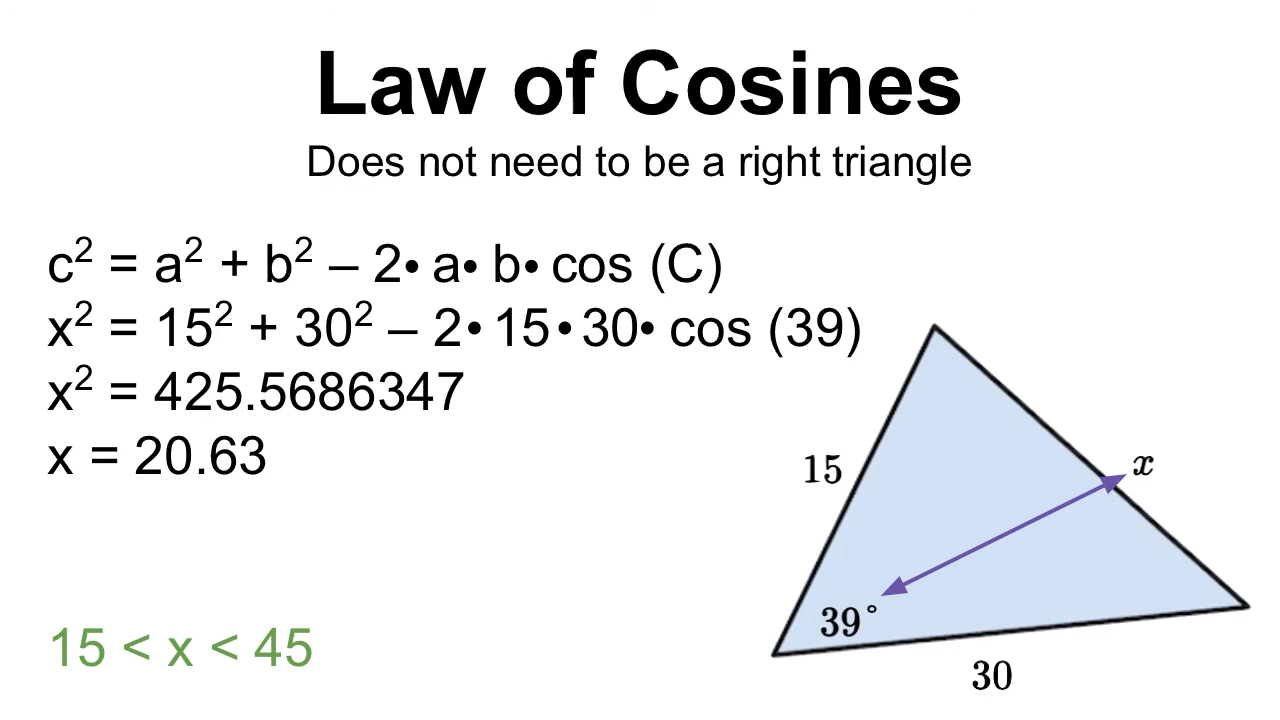 Law of Cosines
Does not need to be a right triangle
c² = a² + b² – 2• a• b• cos (C)
x² = 15² + 30² – 2•15•30• cos (39)
x² = 425.5686347
x = 20.63
15
x
39°
30
15 < x < 45